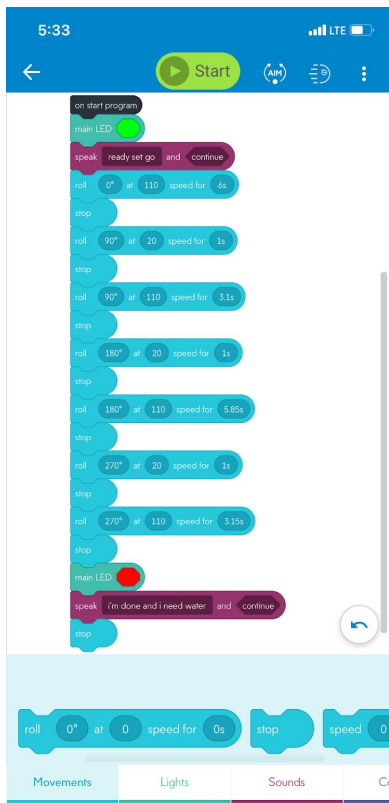 5:33 LTE
Start AIM
on start program
main LED
speak ready set go and continue
roll 0° at 110 speed for 6s
stop
roll 90° at 20 speed for 1s
stop
roll 90° at 110 speed for 3.1s
stop
roll 180° at 20 speed for 1s
stop
roll 180° at 110 speed for 5.85s
stop
roll 270° at 20 speed for 1s
stop
roll 270° at 110 speed for 3.15s
stop
main LED
speak i'm done and i need water and continue
stop
roll 0° at 0 speed for 0s stop speed 0
Movements Lights Sounds